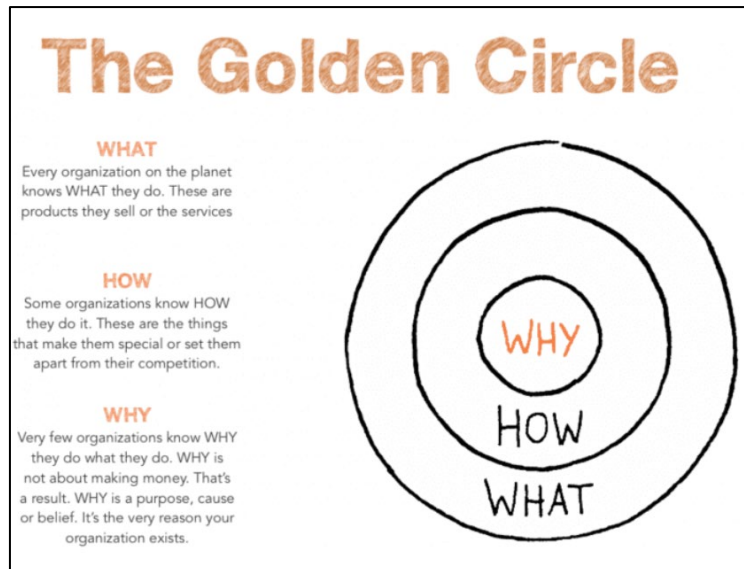 The Golden Circle
WHAT
Every organization on the planet
knows WHAT they do. These are
products they sell or the services
HOW
Some organizations know HOW
they do it. These are the things
that make them special or set them
apart from their competition.
WHY
Very few organizations know WHY
they do what they do. WHY is
not about making money. That's
a result. WHY is a purpose, cause
or belief. It's the very reason your
organization exists.
WHY
HOW
WHAT